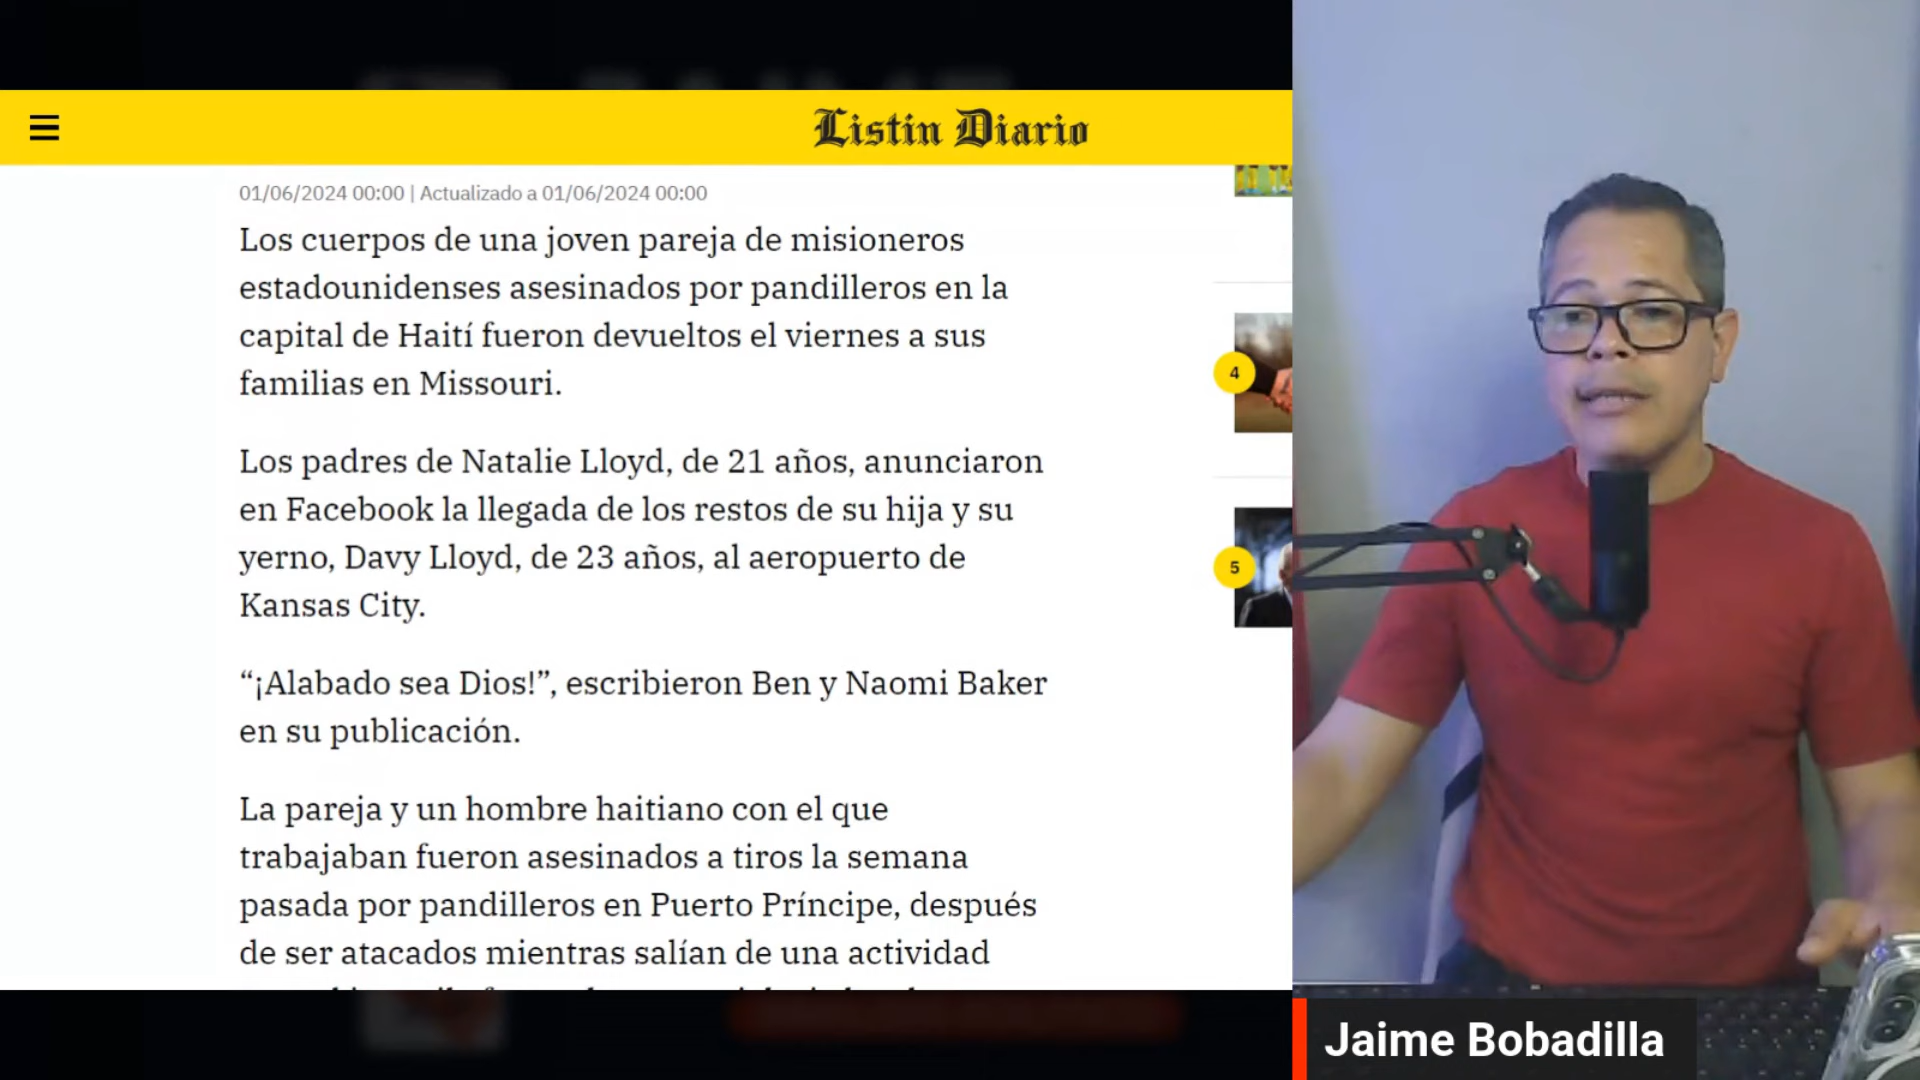 Listin Diario
01/06/2024 00:00 | Actualizado a 01/06/2024 00:00
Los cuerpos de una joven pareja de misioneros
estadounidenses asesinados por pandilleros en la
capital de Haití fueron devueltos el viernes a sus
familias en Missouri.
Los padres de Natalie Lloyd, de 21 años, anunciaron
en Facebook la llegada de los restos de su hija y su
yerno, Davy Lloyd, de 23 años, al aeropuerto de
Kansas City.
“¡Alabado sea Dios!”, escribieron Ben y Naomi Baker
en su publicación.
La pareja y un hombre haitiano con el que
trabajaban fueron asesinados a tiros la semana
pasada por pandilleros en Puerto Príncipe, después
de ser atacados mientras salían de una actividad
4
5
Jaime Bobadilla